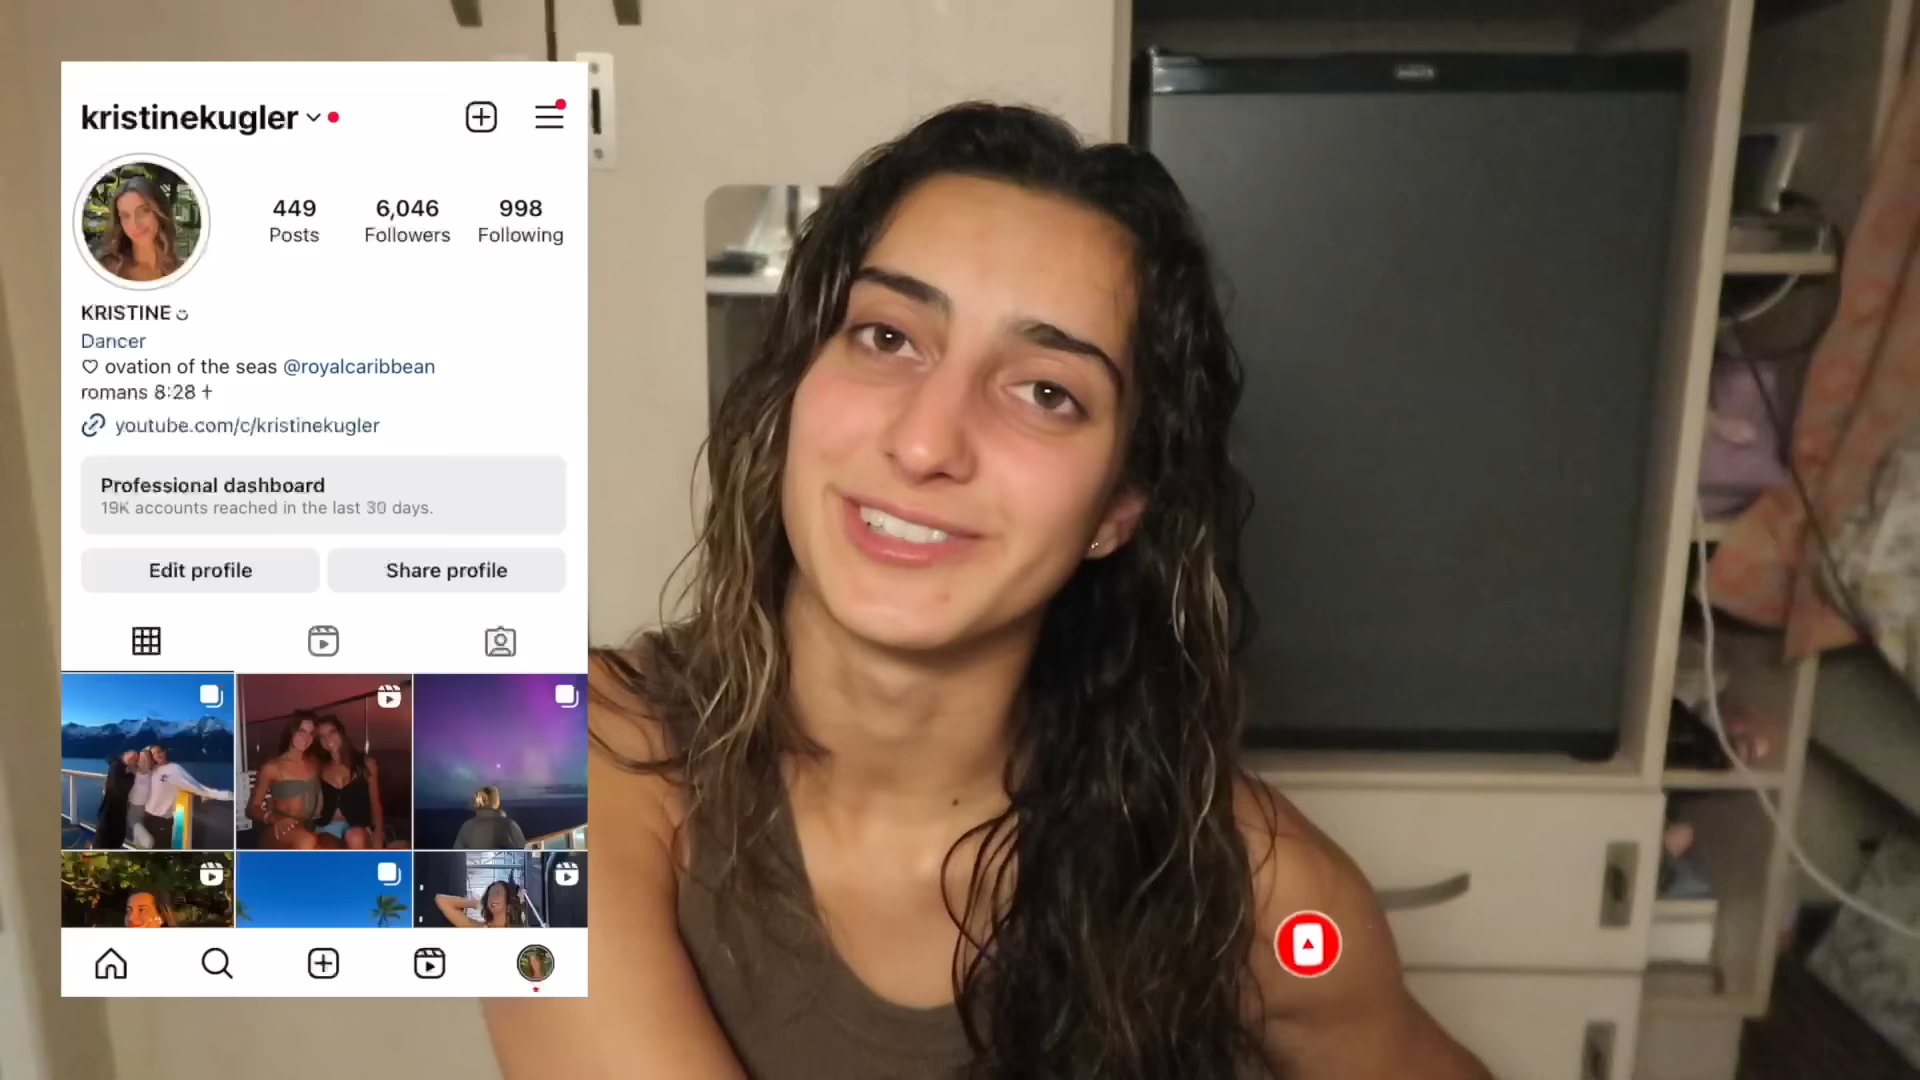 kristinekugler
449
Posts
6,046
Followers
998
Following
KRISTINE
Dancer
♡ ovation of the seas @royalcaribbean
romans 8:28 †
youtube.com/c/kristinekugler
Professional dashboard
19K accounts reached in the last 30 days.
Edit profile
Share profile